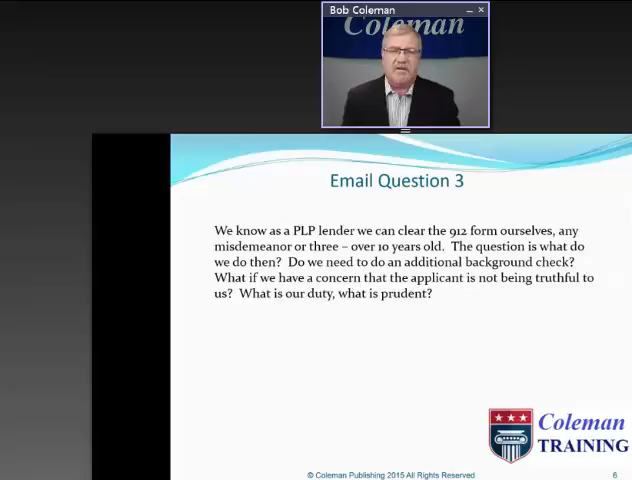 Bob Coleman
Coleman
Email Question 3
We know as a PLP lender we can clear the 912 form ourselves, any
misdemeanor or three – over 10 years old. The question is what do
we do then? Do we need to do an additional background check?
What if we have a concern that the applicant is not being truthful to
us? What is our duty, what is prudent?
Coleman
TRAINING
© Coleman Publishing 2015 All Rights Reserved
6